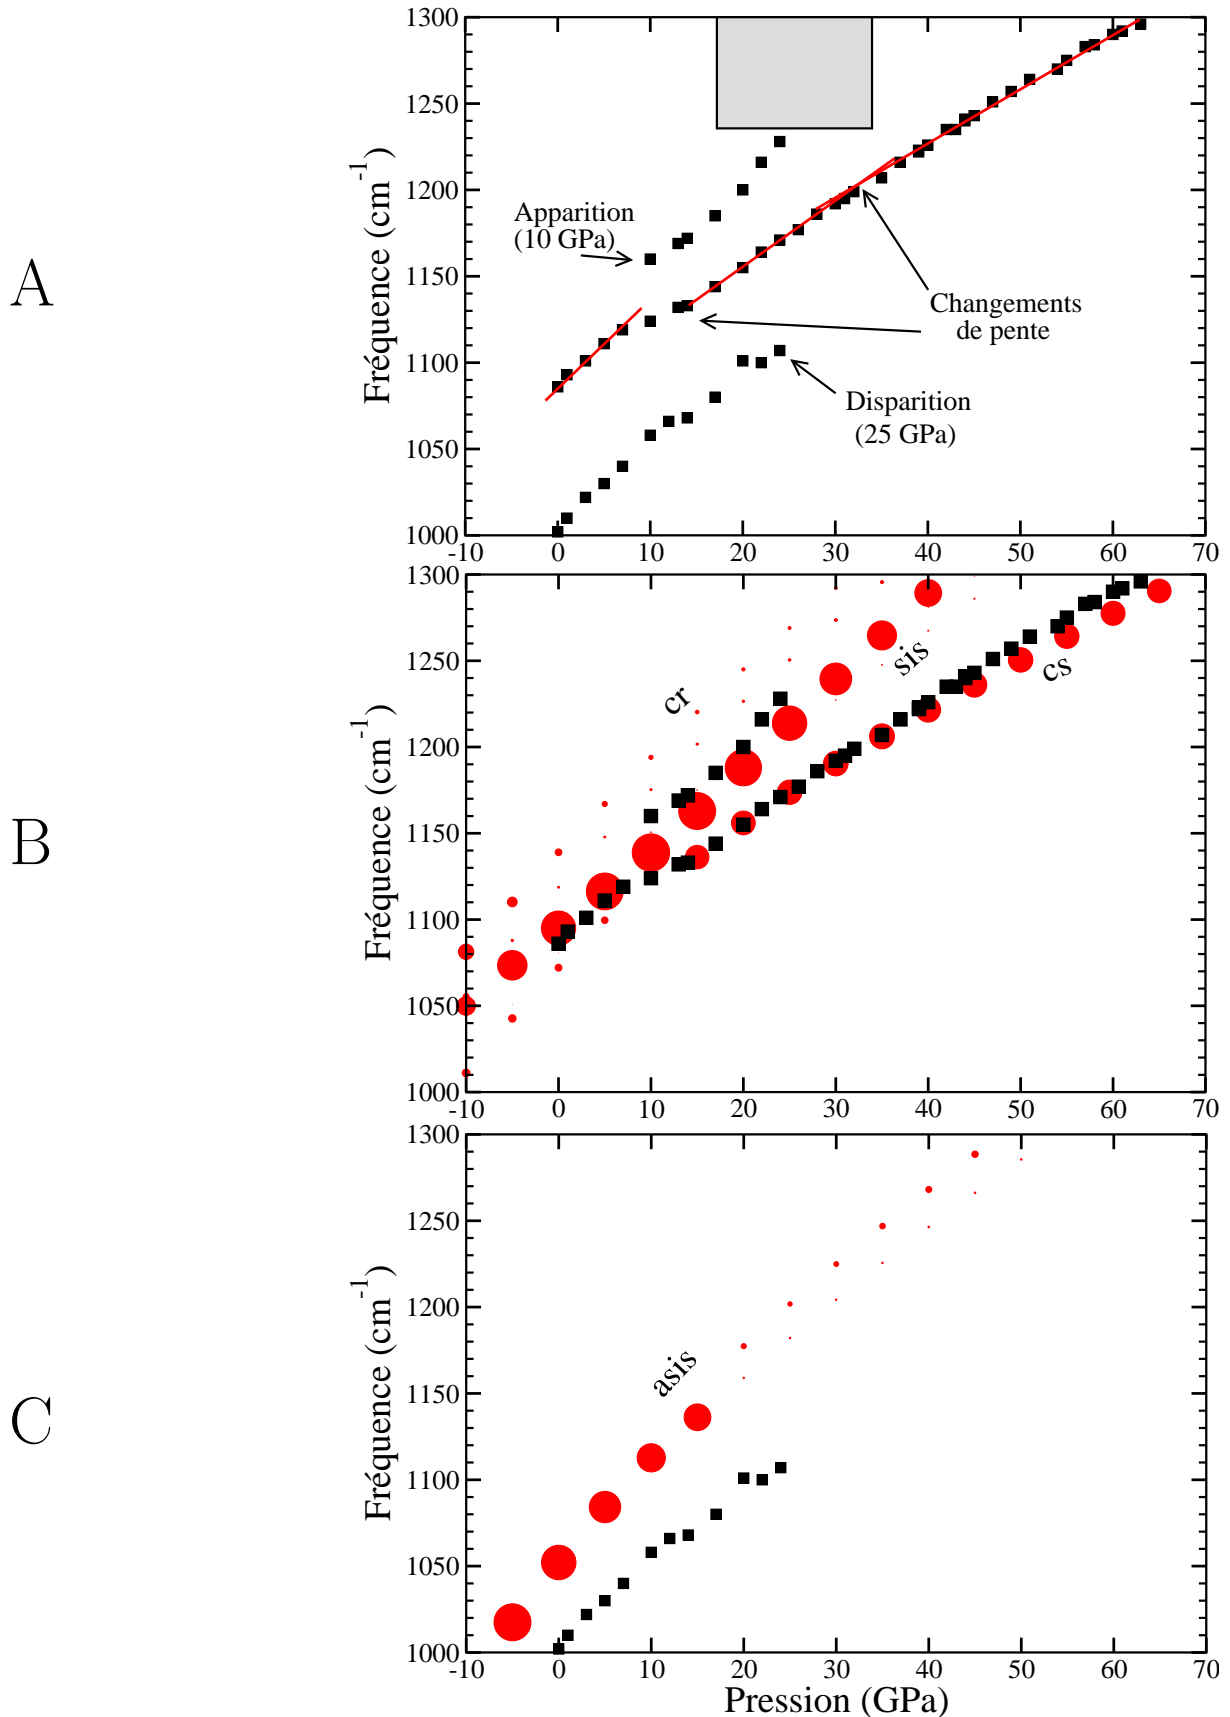 A
Fréquence (cm-1)
1300
1250
1200
1150
1100
1050
1000
Apparition
(10 GPa)
Changements
de pente
Disparition
(25 GPa)
-10 0 10 20 30 40 50 60 70
B
Fréquence (cm-1)
1300
1250
1200
1150
1100
1050
1000
cr
sis
cs
-10 0 10 20 30 40 50 60 70
C
Fréquence (cm-1)
1300
1250
1200
1150
1100
1050
1000
asis
-10 0 10 20 30 40 50 60 70
Pression (GPa)